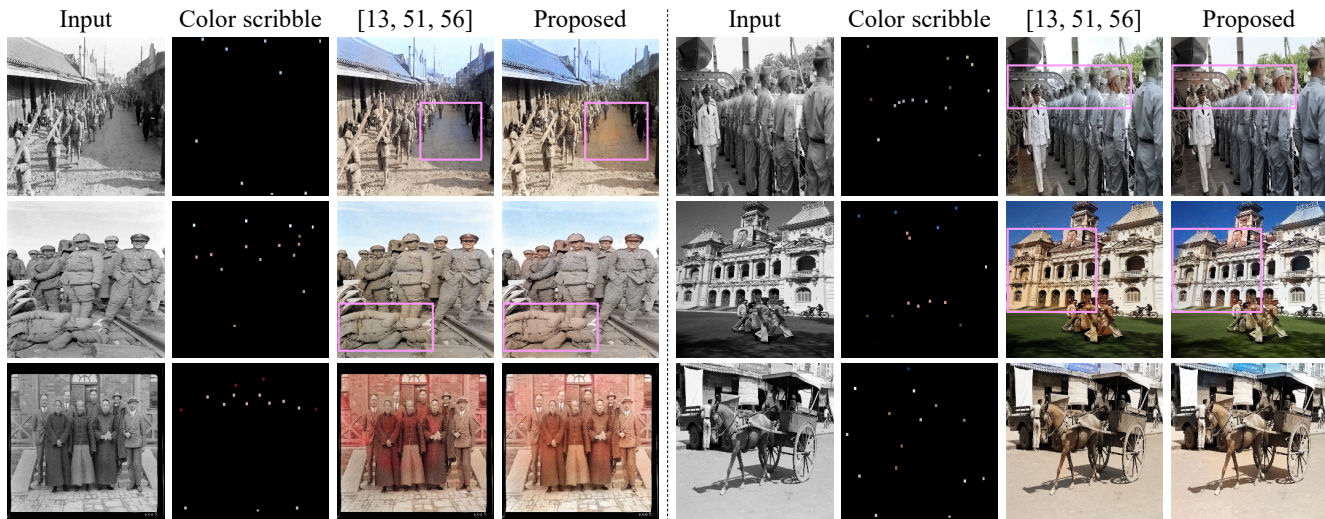 Input Color scribble [13, 51, 56] Proposed Input Color scribble [13, 51, 56] Proposed